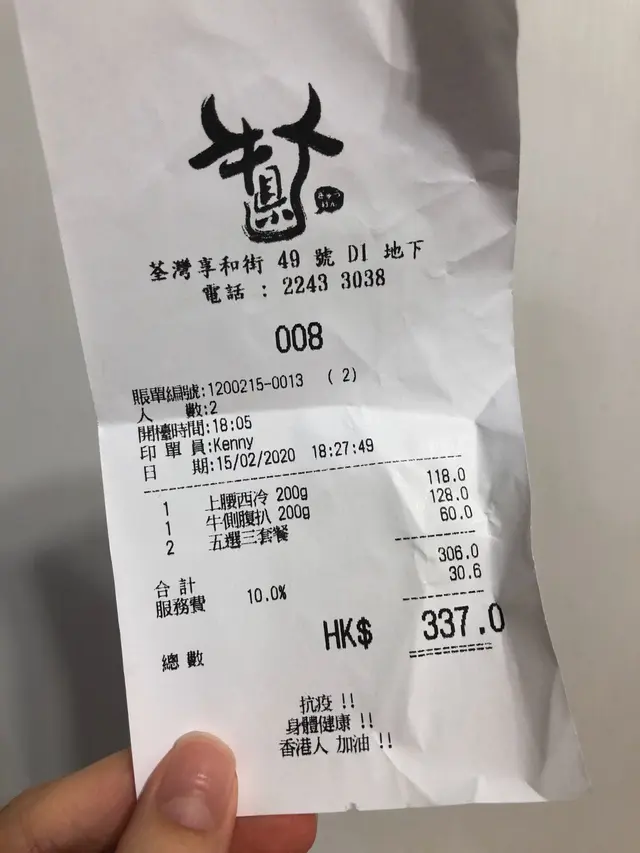 牛県
荃灣享和街 49 號 D1 地下
電話 : 2243 3038
008
賬單編號:1200215-0013 (2)
人 數:2
開檯時間:18:05
印 單 員:Kenny
日 期:15/02/2020 18:27:49
1 上腰西冷 200g 118.0
1 牛側腹扒 200g 128.0
2 五選三套餐 60.0
合 計 306.0
服務費 10.0% 30.6
總 數 HK$ 337.0
抗疫 !!
身體健康 !!
香港人 加油 !!